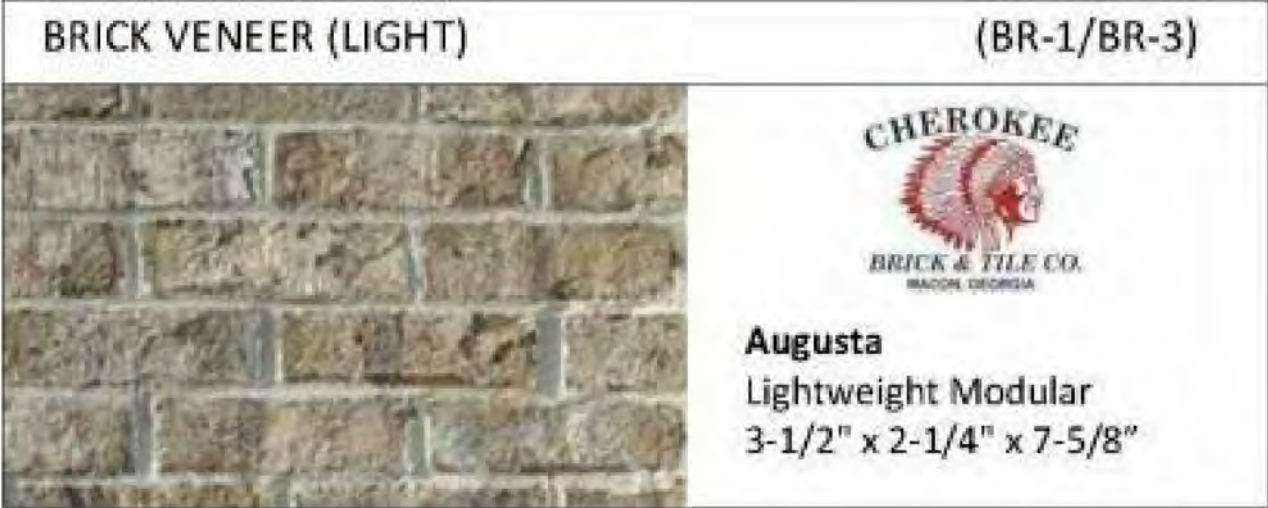 BRICK VENEER (LIGHT) (BR-1/BR-3)
CHEROKEE
BRICK & TILE CO.
MACON, GEORGIA
Augusta
Lightweight Modular
3-1/2" x 2-1/4" x 7-5/8”